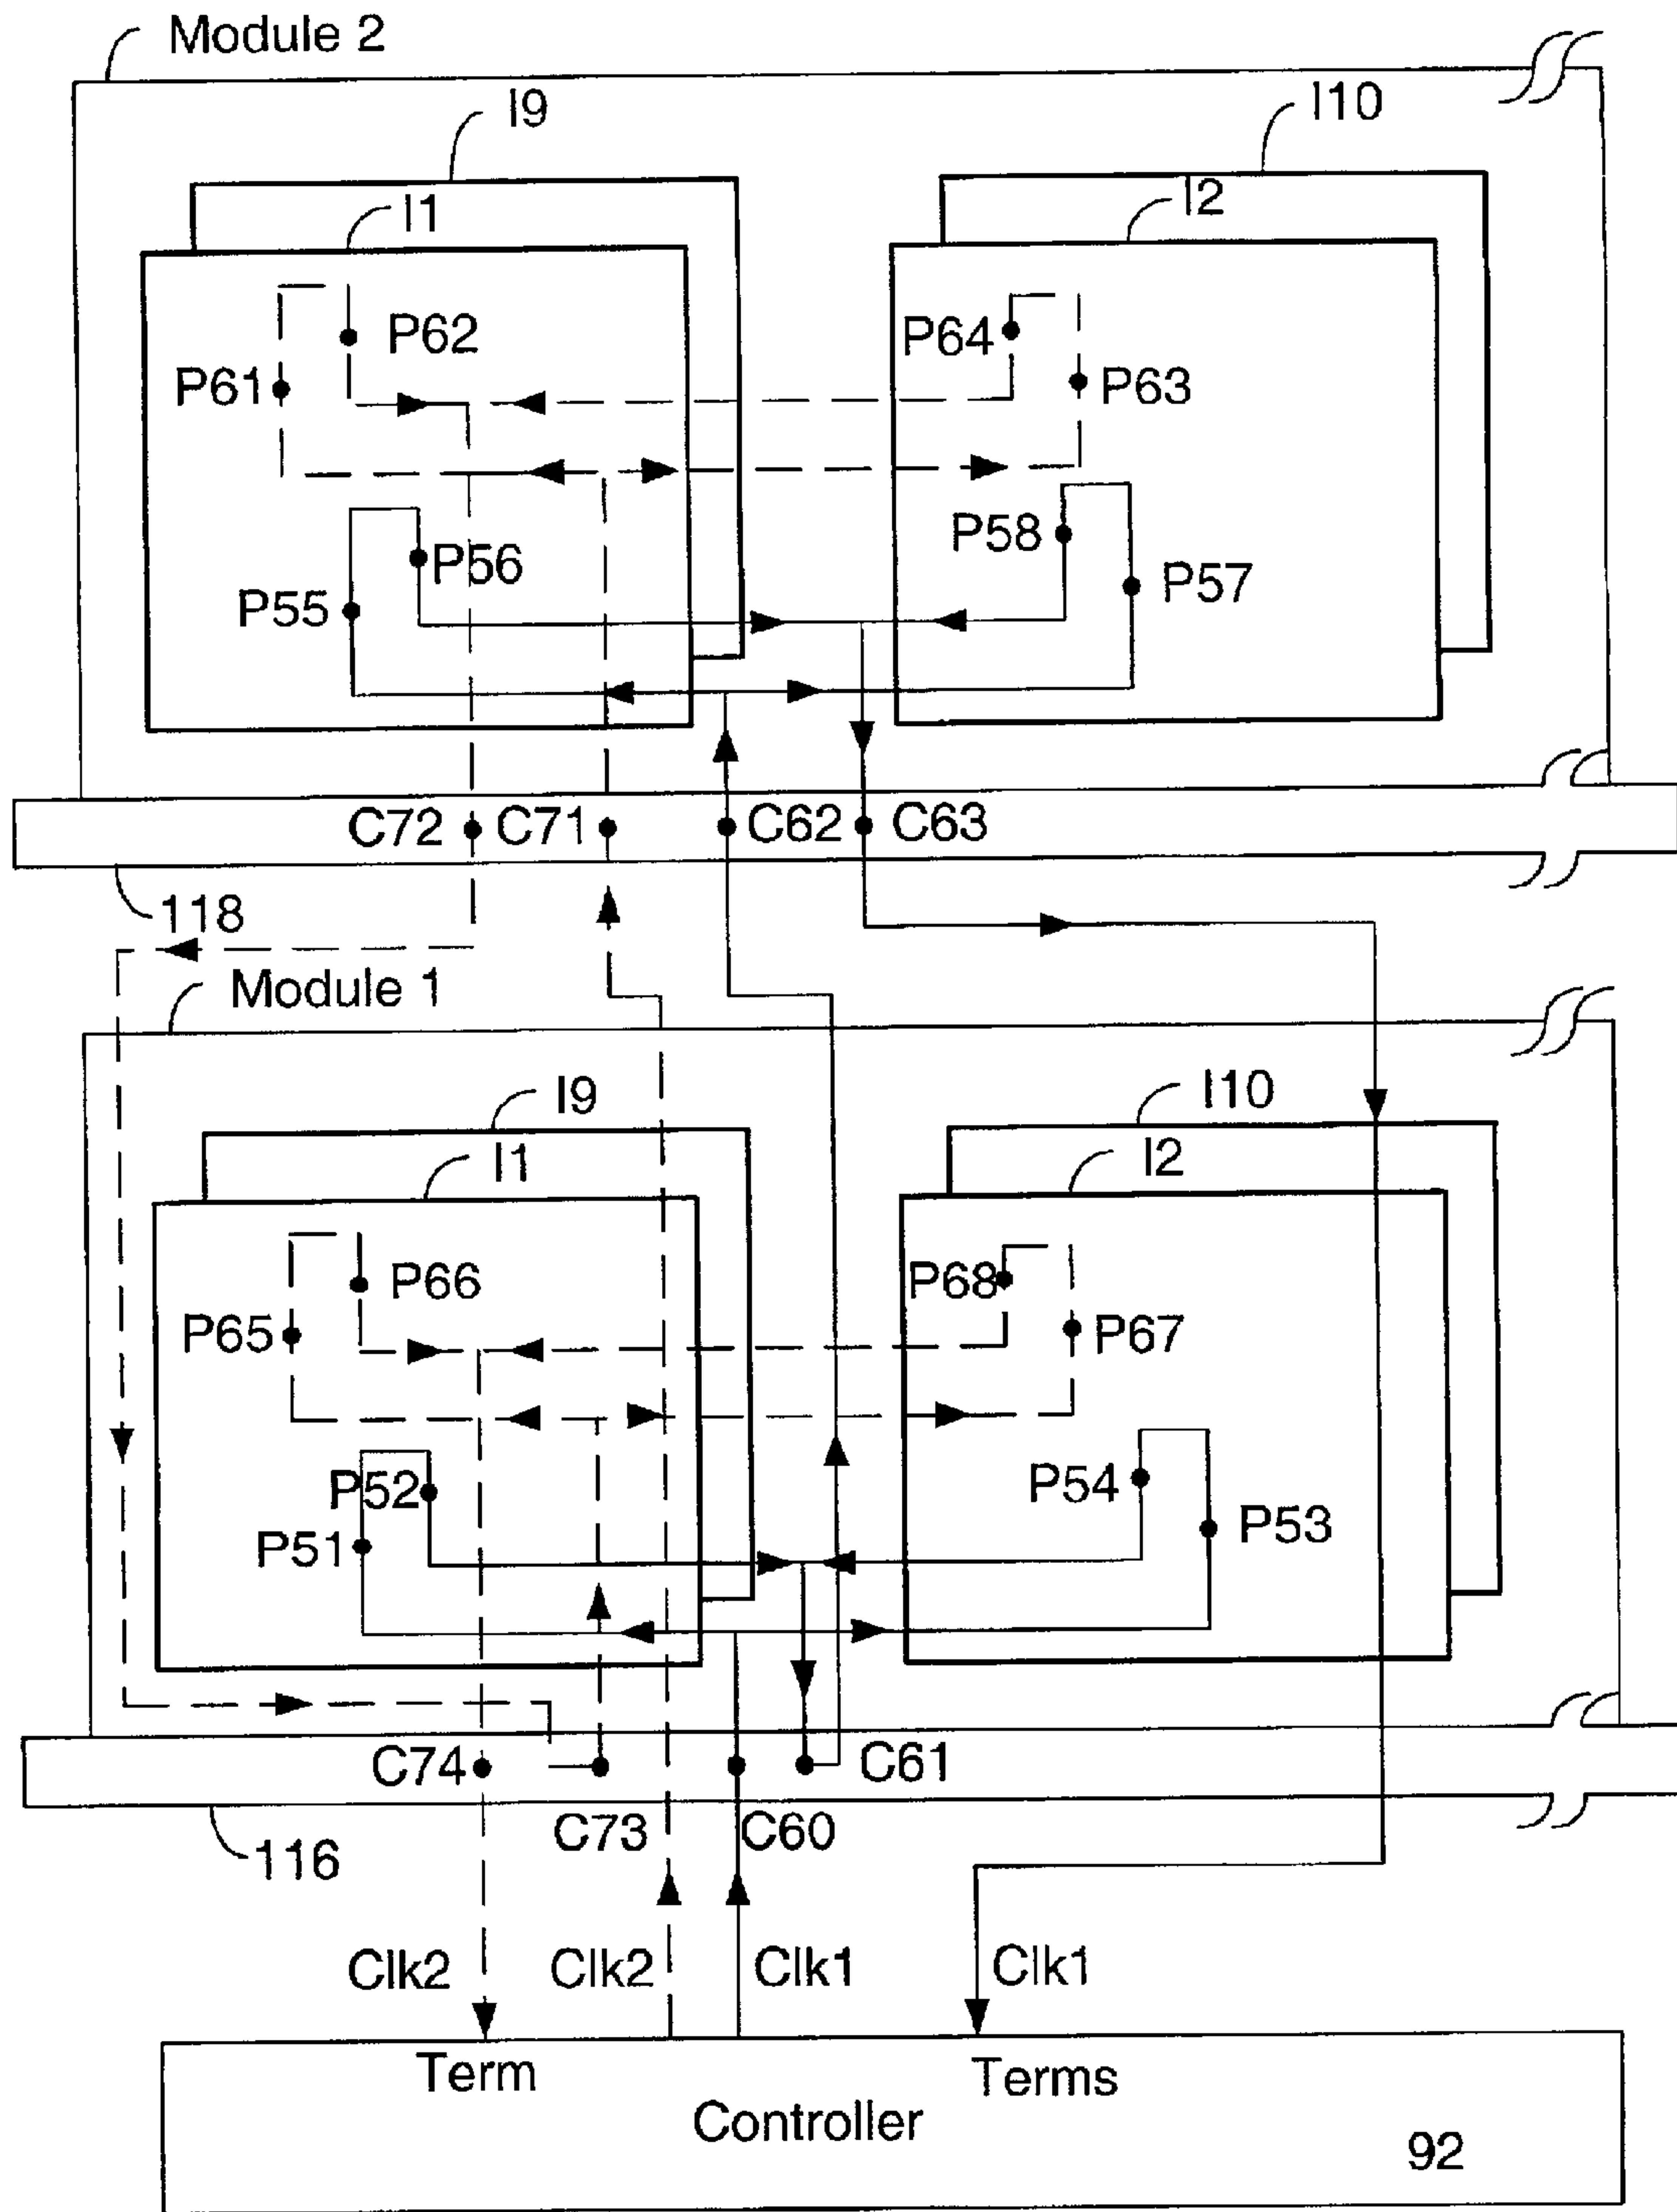 Module 2
I9
I10
I1
I2
P62
P64
P61
P63
P56
P58
P55
P57
C72
C71
C62
C63
118
Module 1
I9
I10
I1
I2
P66
P68
P65
P67
P52
P54
P51
P53
C74
C61
C73
C60
116
Clk2
Clk2
Clk1
Clk1
Term
Terms
Controller
92